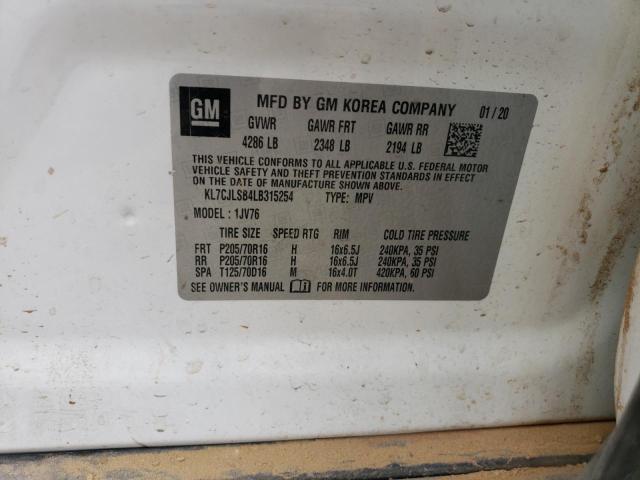 GM MFD BY GM KOREA COMPANY 01/20
GVWR GAWR FRT GAWR RR
4286 LB 2348 LB 2194 LB
THIS VEHICLE CONFORMS TO ALL APPLICABLE U.S. FEDERAL MOTOR
VEHICLE SAFETY AND THEFT PREVENTION STANDARDS IN EFFECT ON THE
DATE OF MANUFACTURE SHOWN ABOVE.
KL7CJLSB4LB315254 TYPE: MPV
MODEL: 1JV76
TIRE SIZE SPEED RTG RIM COLD TIRE PRESSURE
FRT P205/70R16 H 16x6.5J 240KPA, 35 PSI
RR P205/70R16 H 16x6.5J 240KPA, 35 PSI
SPA T125/70D16 M 16x4.0T 420KPA, 60 PSI
SEE OWNER'S MANUAL FOR MORE INFORMATION.